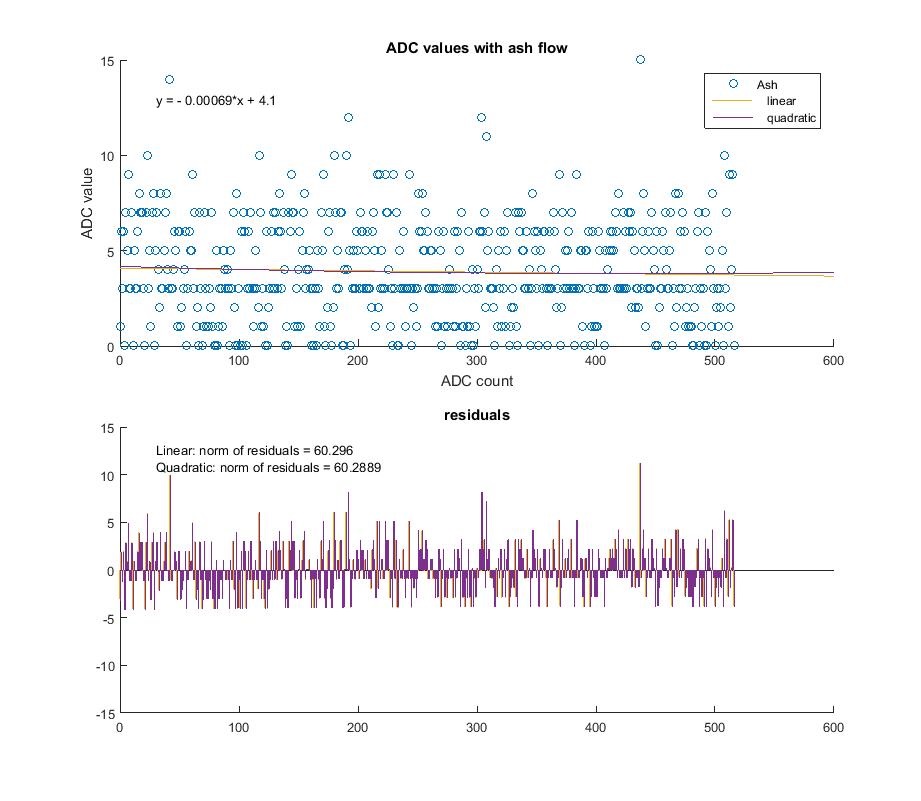 ADC values with ash flow
15
10
5
0
ADC value
y = - 0.00069*x + 4.1
Ash
linear
quadratic
0 100 200 300 400 500 600
ADC count
residuals
15
10
5
0
-5
-10
-15
Linear: norm of residuals = 60.296
Quadratic: norm of residuals = 60.2889
0 100 200 300 400 500 600